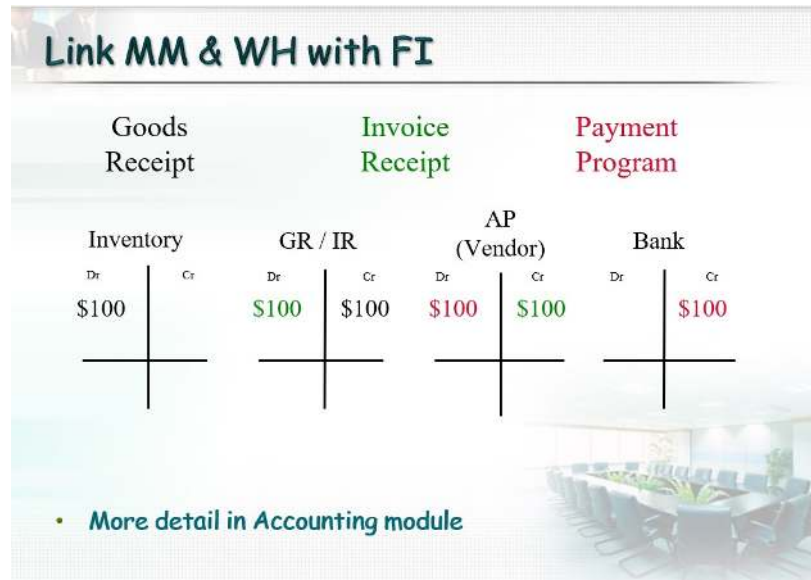 Link MM & WH with FI
Goods
Receipt
Invoice
Receipt
Payment
Program
Inventory
GR / IR
AP
(Vendor)
Bank
Dr Cr
Dr Cr
Dr Cr
Dr Cr
$100
$100 $100
$100 $100
$100
• More detail in Accounting module